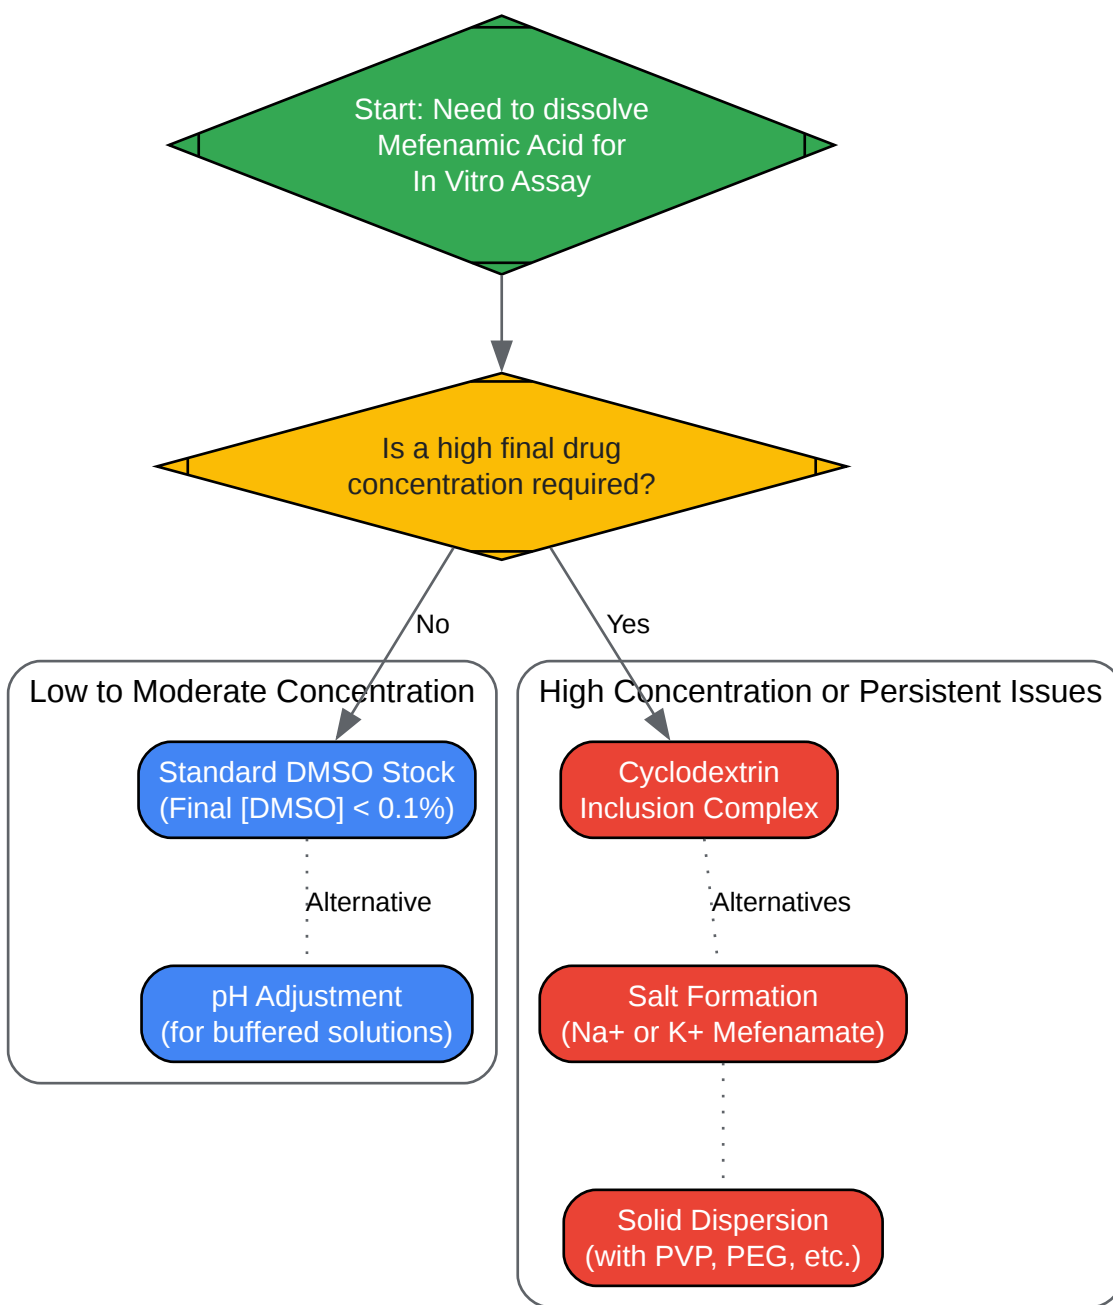 Start: Need to dissolve
Mefenamic Acid for
In Vitro Assay
Is a high final drug
concentration required?
No
Yes
Low to Moderate Concentration
Standard DMSO Stock
(Final [DMSO] < 0.1%)
Alternative
pH Adjustment
(for buffered solutions)
High Concentration or Persistent Issues
Cyclodextrin
Inclusion Complex
Alternatives
Salt Formation
(Na+ or K+ Mefenamate)
Solid Dispersion
(with PVP, PEG, etc.)